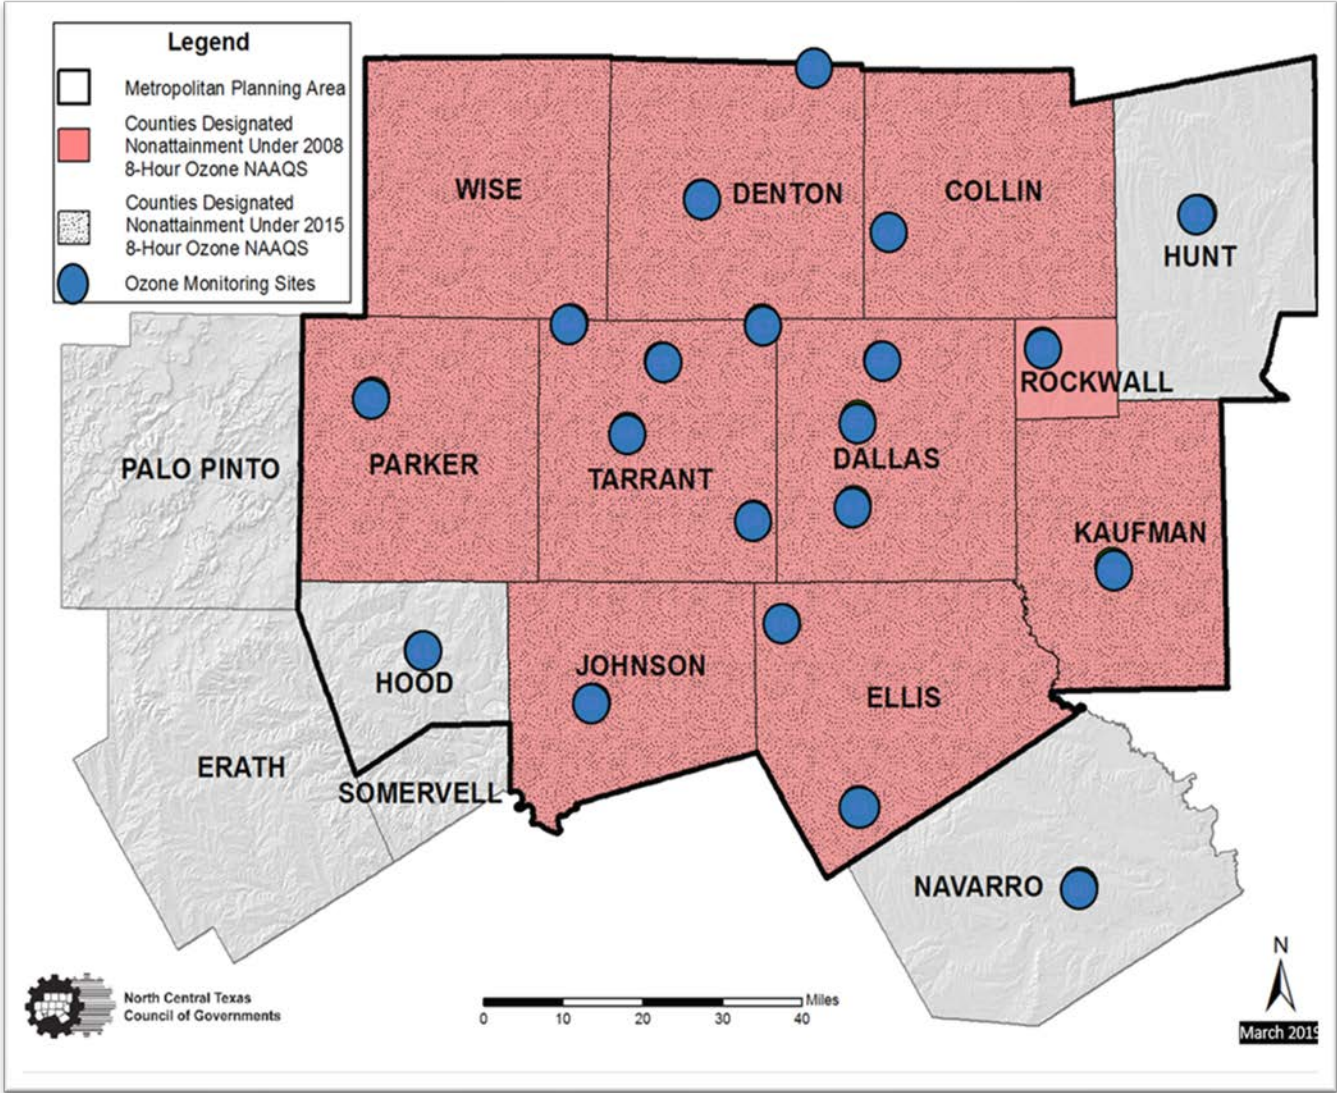 Legend
Metropolitan Planning Area
Counties Designated
Nonattainment Under 2008
8-Hour Ozone NAAQS
Counties Designated
Nonattainment Under 2015
8-Hour Ozone NAAQS
Ozone Monitoring Sites
WISE
DENTON
COLLIN
HUNT
ROCKWALL
PALO PINTO
PARKER
TARRANT
DALLAS
KAUFMAN
HOOD
JOHNSON
ELLIS
ERATH
SOMERVELL
NAVARRO
North Central Texas
Council of Governments
Miles
0 10 20 30 40
N
March 2019